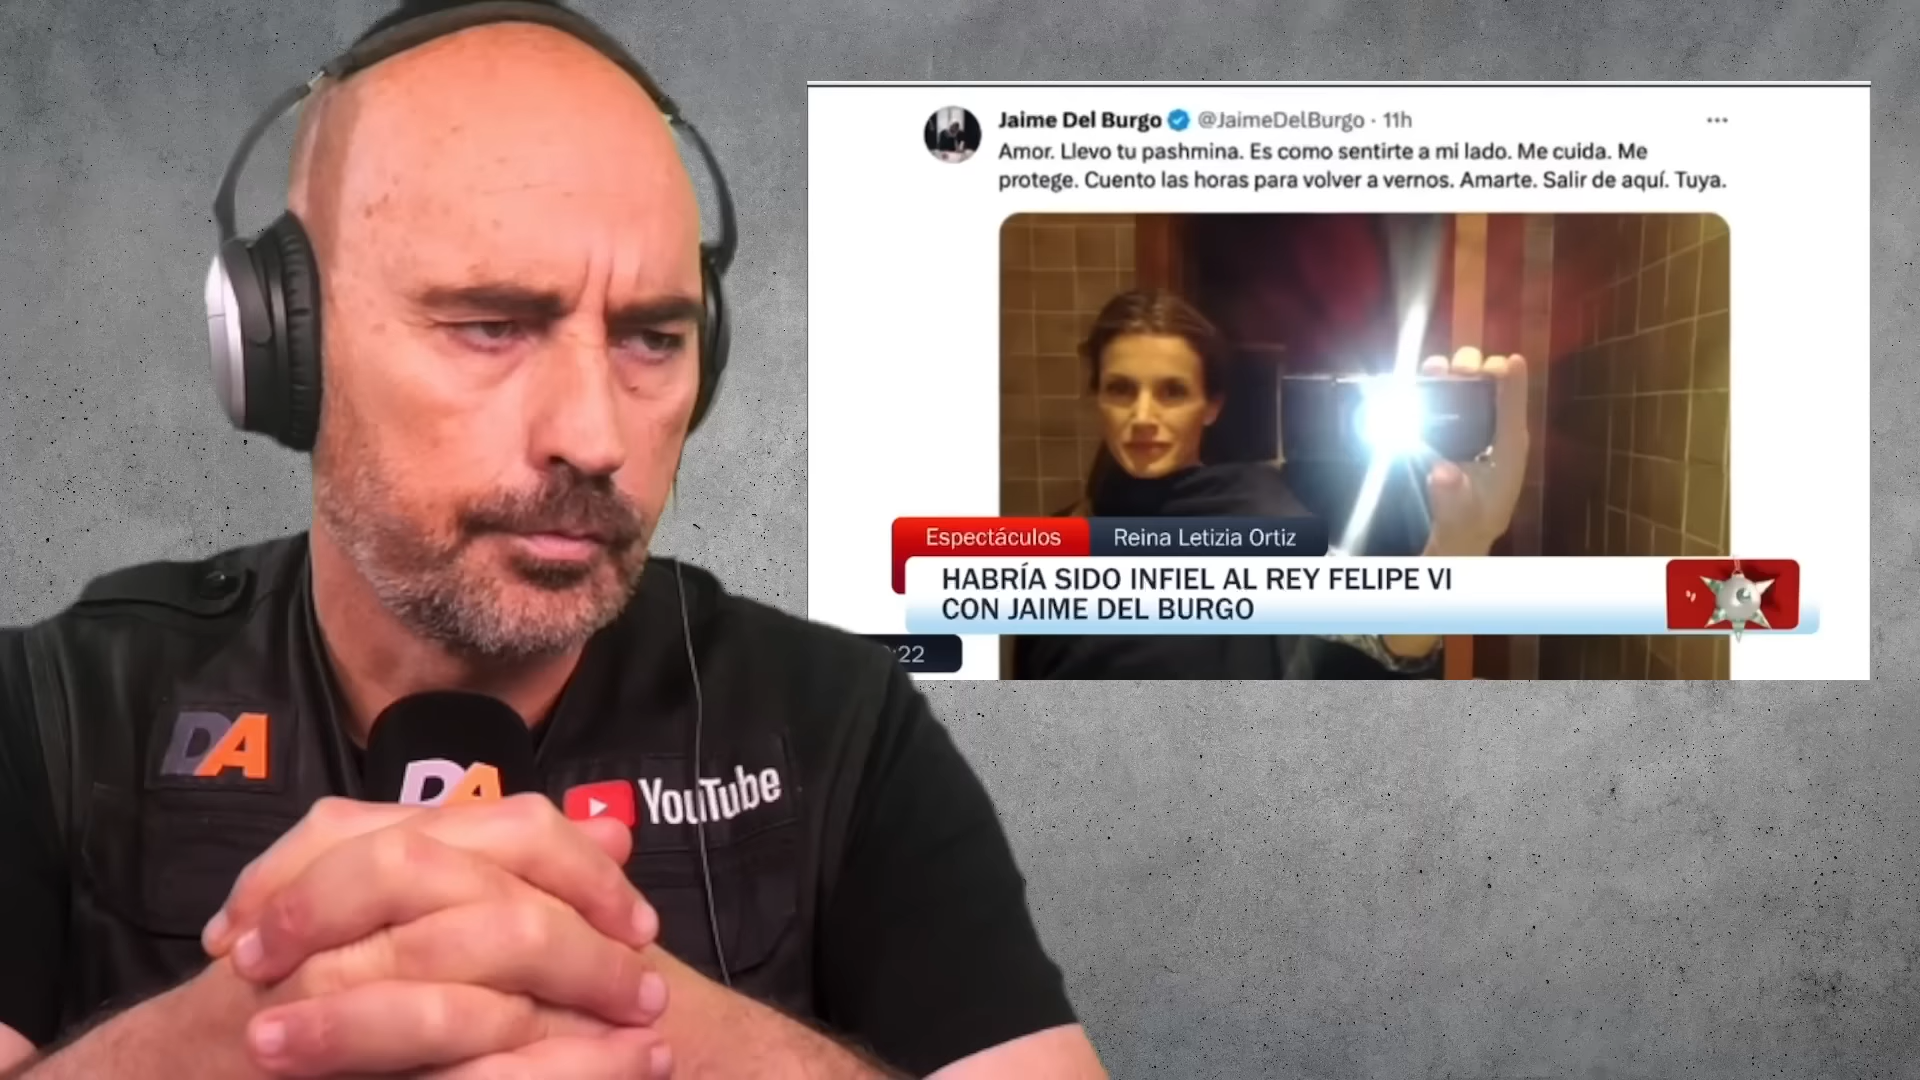 Jaime Del Burgo @JaimeDelBurgo · 11h
Amor. Llevo tu pashmina. Es como sentirte a mi lado. Me cuida. Me
protege. Cuento las horas para volver a vernos. Amarte. Salir de aquí. Tuya.
Espectáculos
Reina Letizia Ortiz
HABRÍA SIDO INFIEL AL REY FELIPE VI
CON JAIME DEL BURGO
:22
DA
DA
YouTube